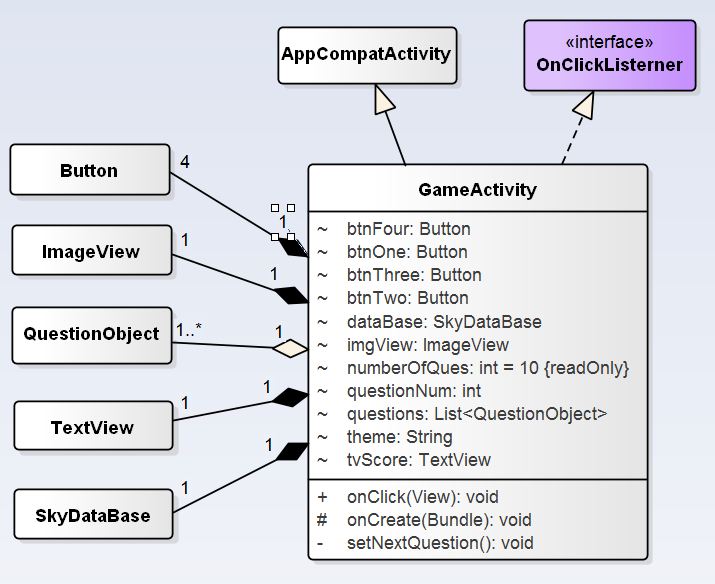 AppCompatActivity
«interface»
OnClickListerner
Button
4
1
ImageView
1
1
QuestionObject
1..*
1
TextView
1
1
SkyDataBase
1
1
GameActivity
~ btnFour: Button
~ btnOne: Button
~ btnThree: Button
~ btnTwo: Button
~ dataBase: SkyDataBase
~ imgView: ImageView
~ numberOfQues: int = 10 {readOnly}
~ questionNum: int
~ questions: List<QuestionObject>
~ theme: String
~ tvScore: TextView
+ onClick(View): void
# onCreate(Bundle): void
- setNextQuestion(): void